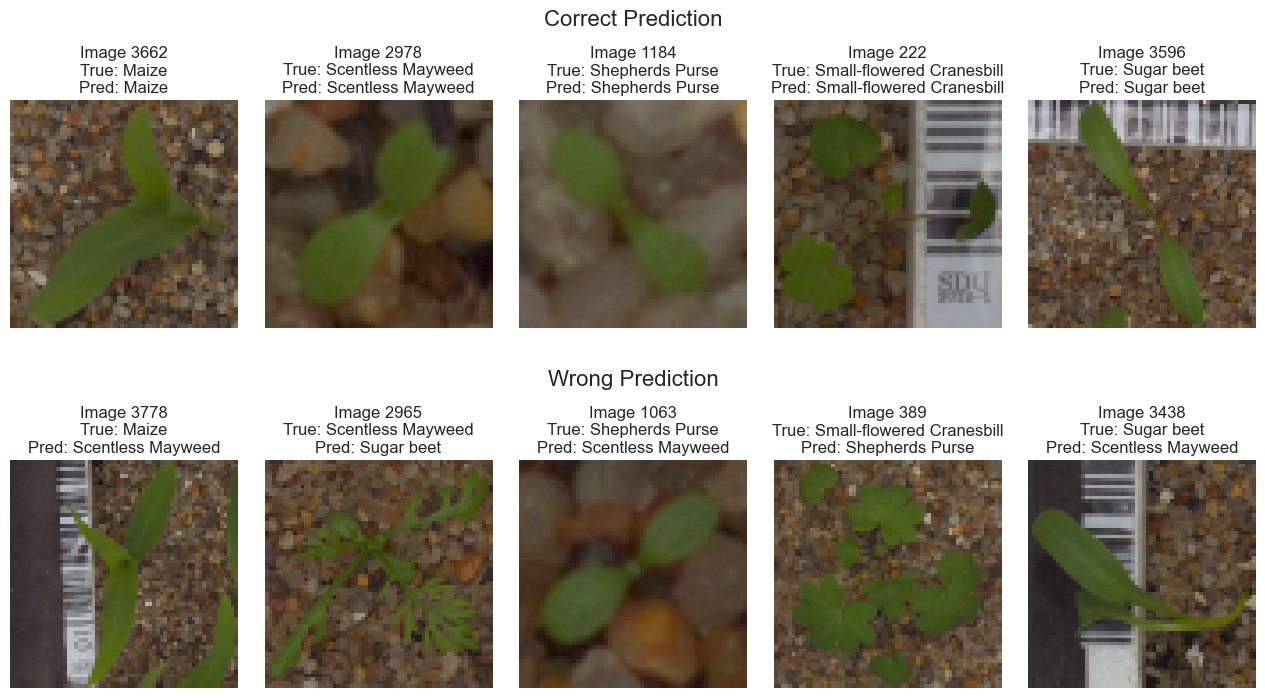 Correct Prediction
Image 3662
True: Maize
Pred: Maize
Image 2978
True: Scentless Mayweed
Pred: Scentless Mayweed
Image 1184
True: Shepherds Purse
Pred: Shepherds Purse
Image 222
True: Small-flowered Cranesbill
Pred: Small-flowered Cranesbill
Image 3596
True: Sugar beet
Pred: Sugar beet
SDU
Wrong Prediction
Image 3778
True: Maize
Pred: Scentless Mayweed
Image 2965
True: Scentless Mayweed
Pred: Sugar beet
Image 1063
True: Shepherds Purse
Pred: Scentless Mayweed
Image 389
True: Small-flowered Cranesbill
Pred: Shepherds Purse
Image 3438
True: Sugar beet
Pred: Scentless Mayweed